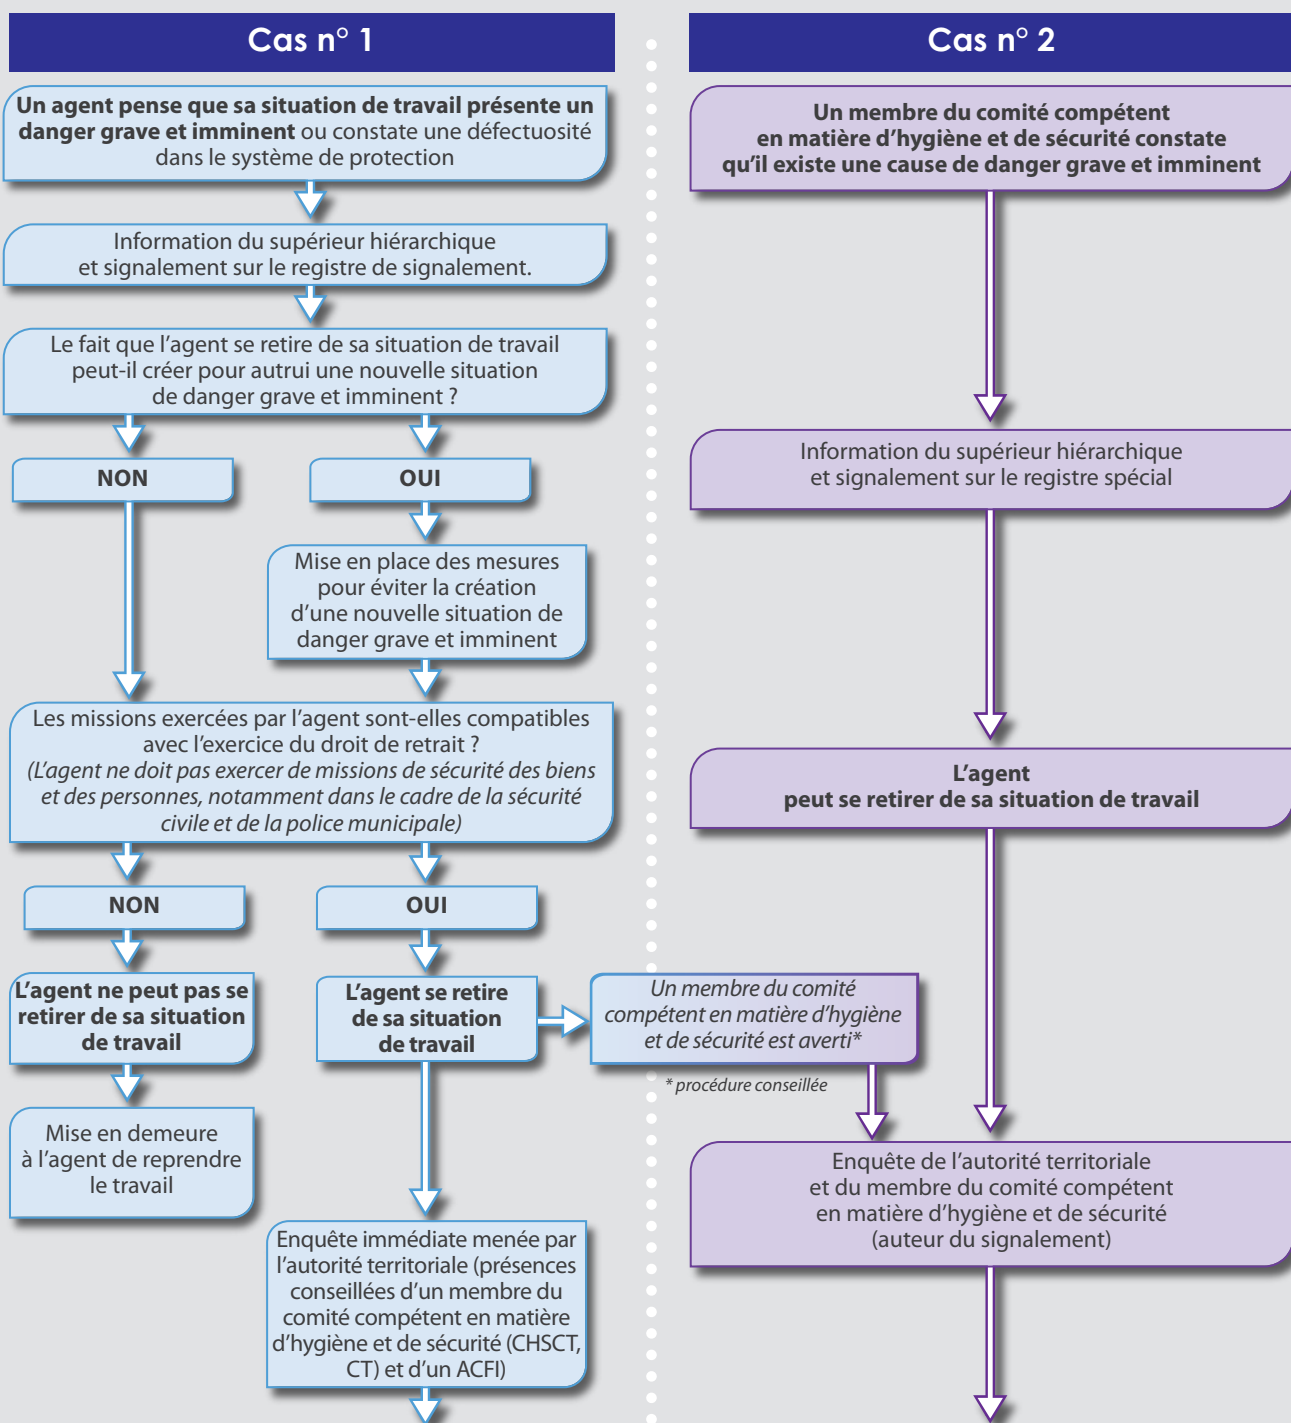 Cas n° 1
Un agent pense que sa situation de travail présente un
danger grave et imminent ou constate une défectuosité
dans le système de protection
Information du supérieur hiérarchique
et signalement sur le registre de signalement.
Le fait que l'agent se retire de sa situation de travail
peut-il créer pour autrui une nouvelle situation
de danger grave et imminent ?
NON
OUI
Mise en place des mesures
pour éviter la création
d'une nouvelle situation de
danger grave et imminent
Les missions exercées par l'agent sont-elles compatibles
avec l'exercice du droit de retrait ?
(L'agent ne doit pas exercer de missions de sécurité des biens
et des personnes, notamment dans le cadre de la sécurité
civile et de la police municipale)
NON
OUI
L'agent ne peut pas se
retirer de sa situation
de travail
L'agent se retire
de sa situation
de travail
Mise en demeure
à l'agent de reprendre
le travail
Enquête immédiate menée par
l'autorité territoriale (présences
conseillées d'un membre du
comité compétent en matière
d'hygiène et de sécurité (CHSCT,
CT) et d'un ACFI)
Un membre du comité
compétent en matière d'hygiène
et de sécurité est averti*
* procédure conseillée
Cas n° 2
Un membre du comité compétent
en matière d'hygiène et de sécurité constate
qu'il existe une cause de danger grave et imminent
Information du supérieur hiérarchique
et signalement sur le registre spécial
L'agent
peut se retirer de sa situation de travail
Enquête de l'autorité territoriale
et du membre du comité compétent
en matière d'hygiène et de sécurité
(auteur du signalement)